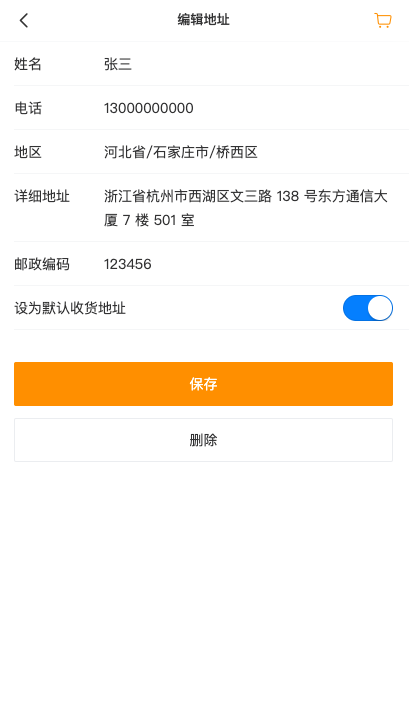 编辑地址
姓名 张三
电话 13000000000
地区 河北省/石家庄市/桥西区
详细地址 浙江省杭州市西湖区文三路 138 号东方通信大
厦 7 楼 501 室
邮政编码 123456
设为默认收货地址
保存
删除